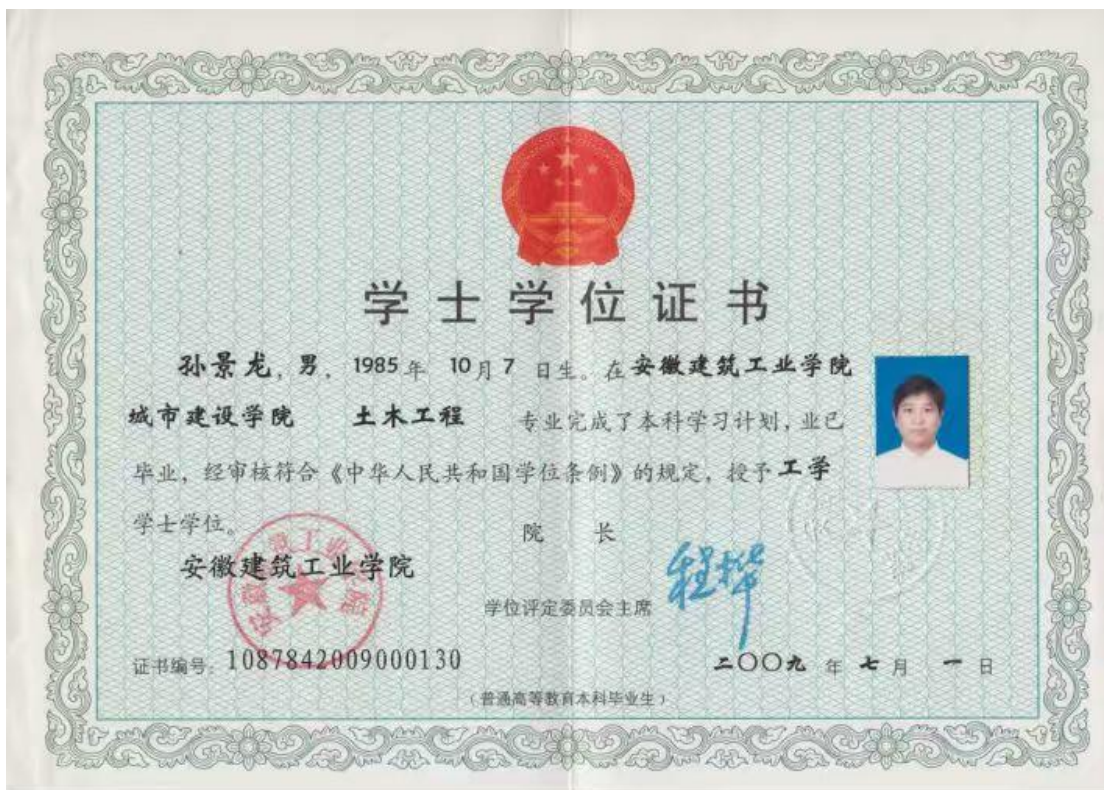 学士学位证书
孙景龙，男，1985年 10月7 日生。在安徽建筑工业学院
城市建设学院 土木工程 专业完成了本科学习计划，业已
毕业，经审核符合《中华人民共和国学位条例》的规定，授予工学
学士学位。
院 长
安徽建筑工业学院
程桦
学位评定委员会主席
证书编号：1087842009000130
二〇〇九 年 七 月 一 日
（普通高等教育本科毕业生）